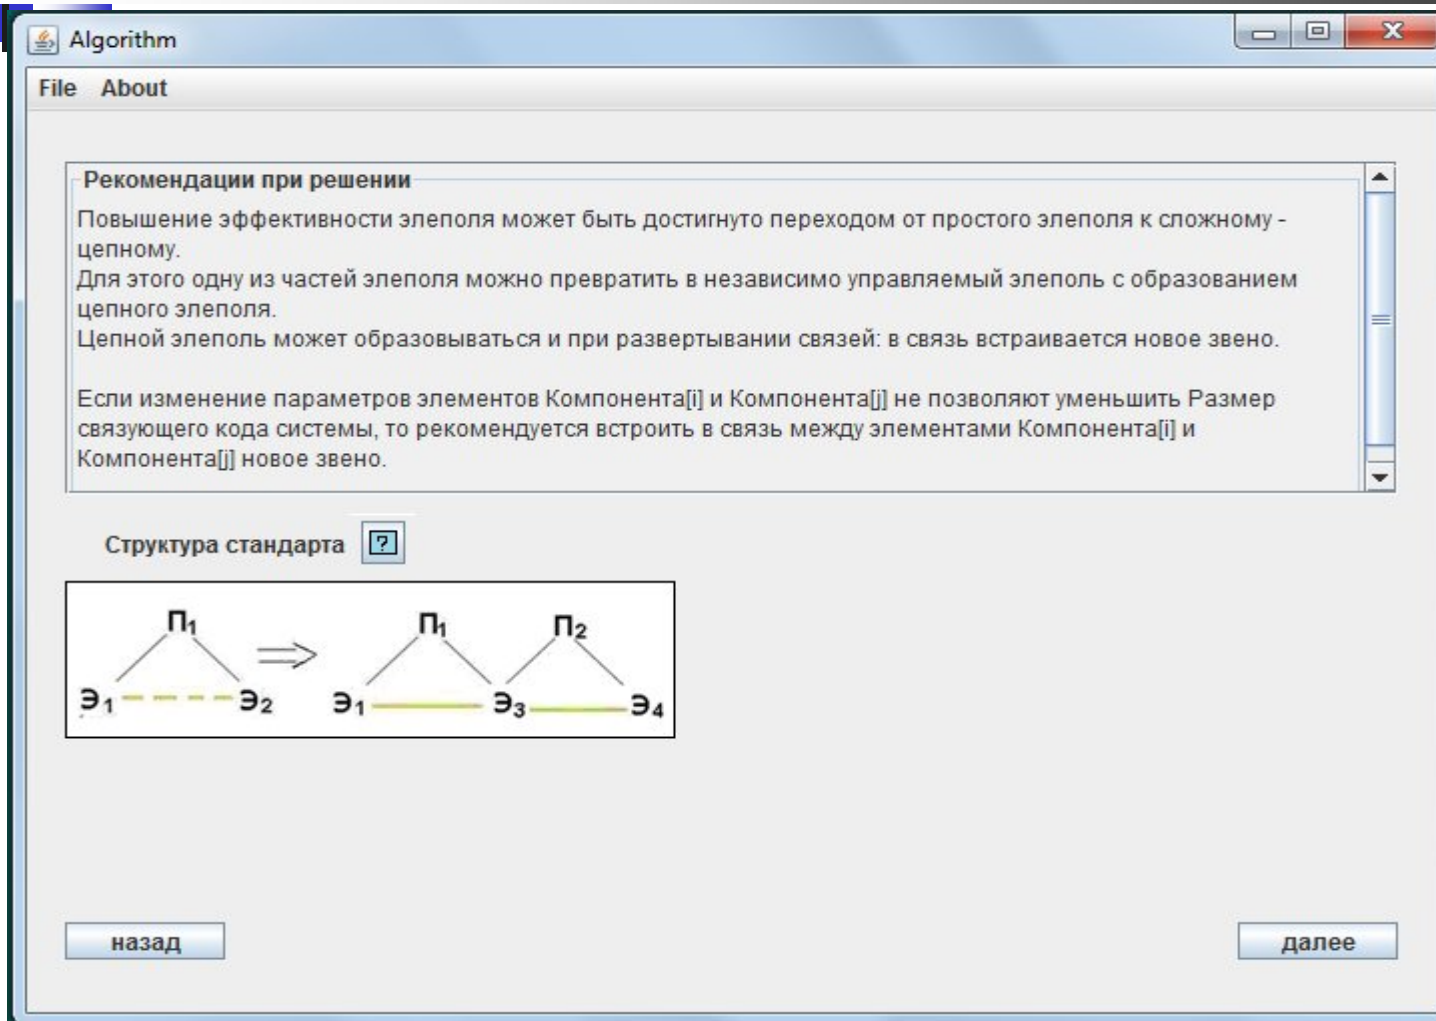 Algorithm
File About
Рекомендации при решении
Повышение эффективности элеполя может быть достигнуто переходом от простого элеполя к сложному -
цепному.
Для этого одну из частей элеполя можно превратить в независимо управляемый элеполь с образованием
цепного элеполя.
Цепной элеполь может образовываться и при развертывании связей: в связь встраивается новое звено.
Если изменение параметров элементов Компонента[i] и Компонента[j] не позволяют уменьшить Размер
связующего кода системы, то рекомендуется встроить в связь между элементами Компонента[i] и
Компонента[j] новое звено.
Структура стандарта ?
П1 П1 П2
Э1 Э2 Э1 Э3 Э4
назад далее